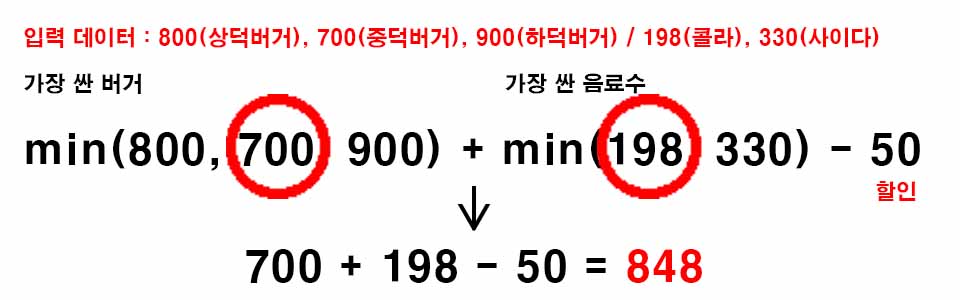 입력 데이터 : 800(상덕버거), 700(중덕버거), 900(하덕버거) / 198(콜라), 330(사이다)
가장 싼 버거 가장 싼 음료수
min(800, 700 900) + min(198 330) - 50
할인
700 + 198 - 50 = 848